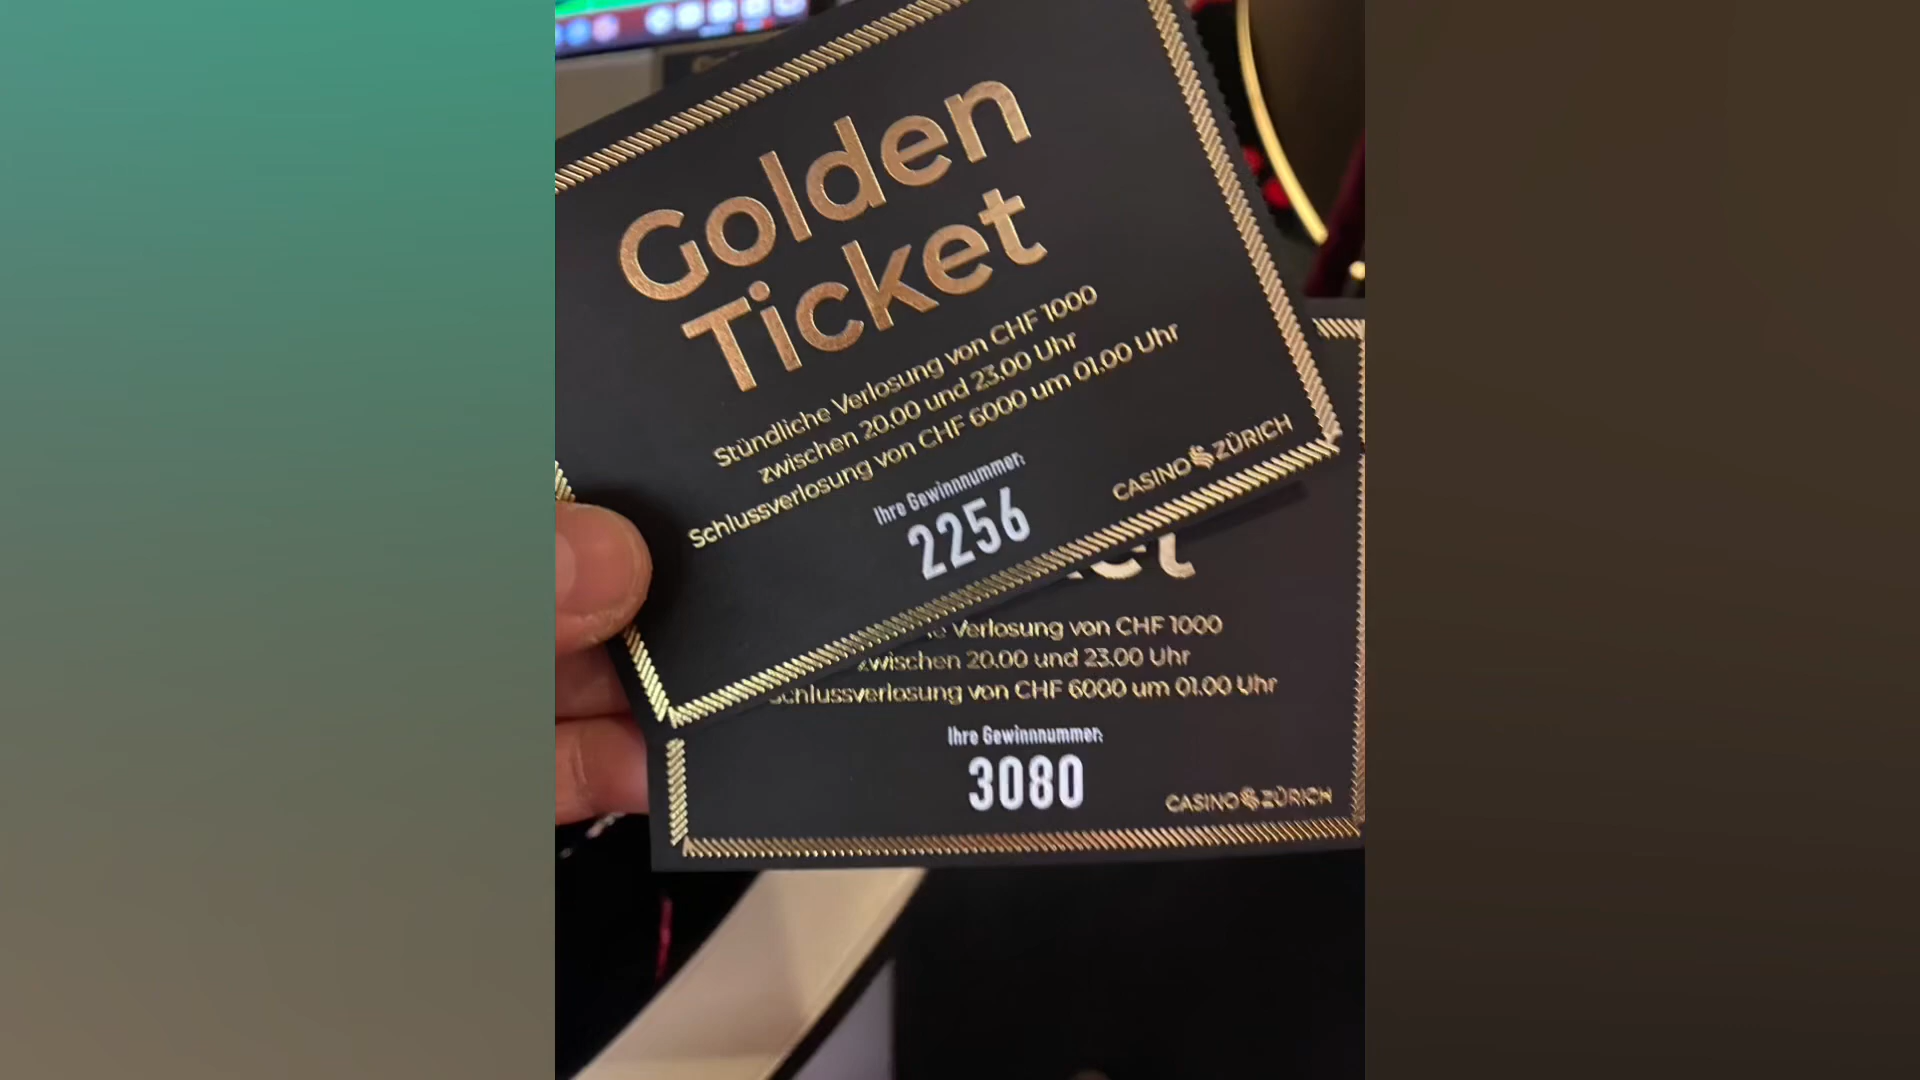 Golden
Ticket
Stündliche Verlosung von CHF 1000
zwischen 20.00 und 23.00 Uhr
Schlussverlosung von CHF 6000 um 01.00 Uhr
Ihre Gewinnnummer:
2256
CASINO ZÜRICH
Verlosung von CHF 1000
zwischen 20.00 und 23.00 Uhr
Schlussverlosung von CHF 6000 um 01.00 Uhr
Ihre Gewinnnummer:
3080
CASINO ZÜRICH